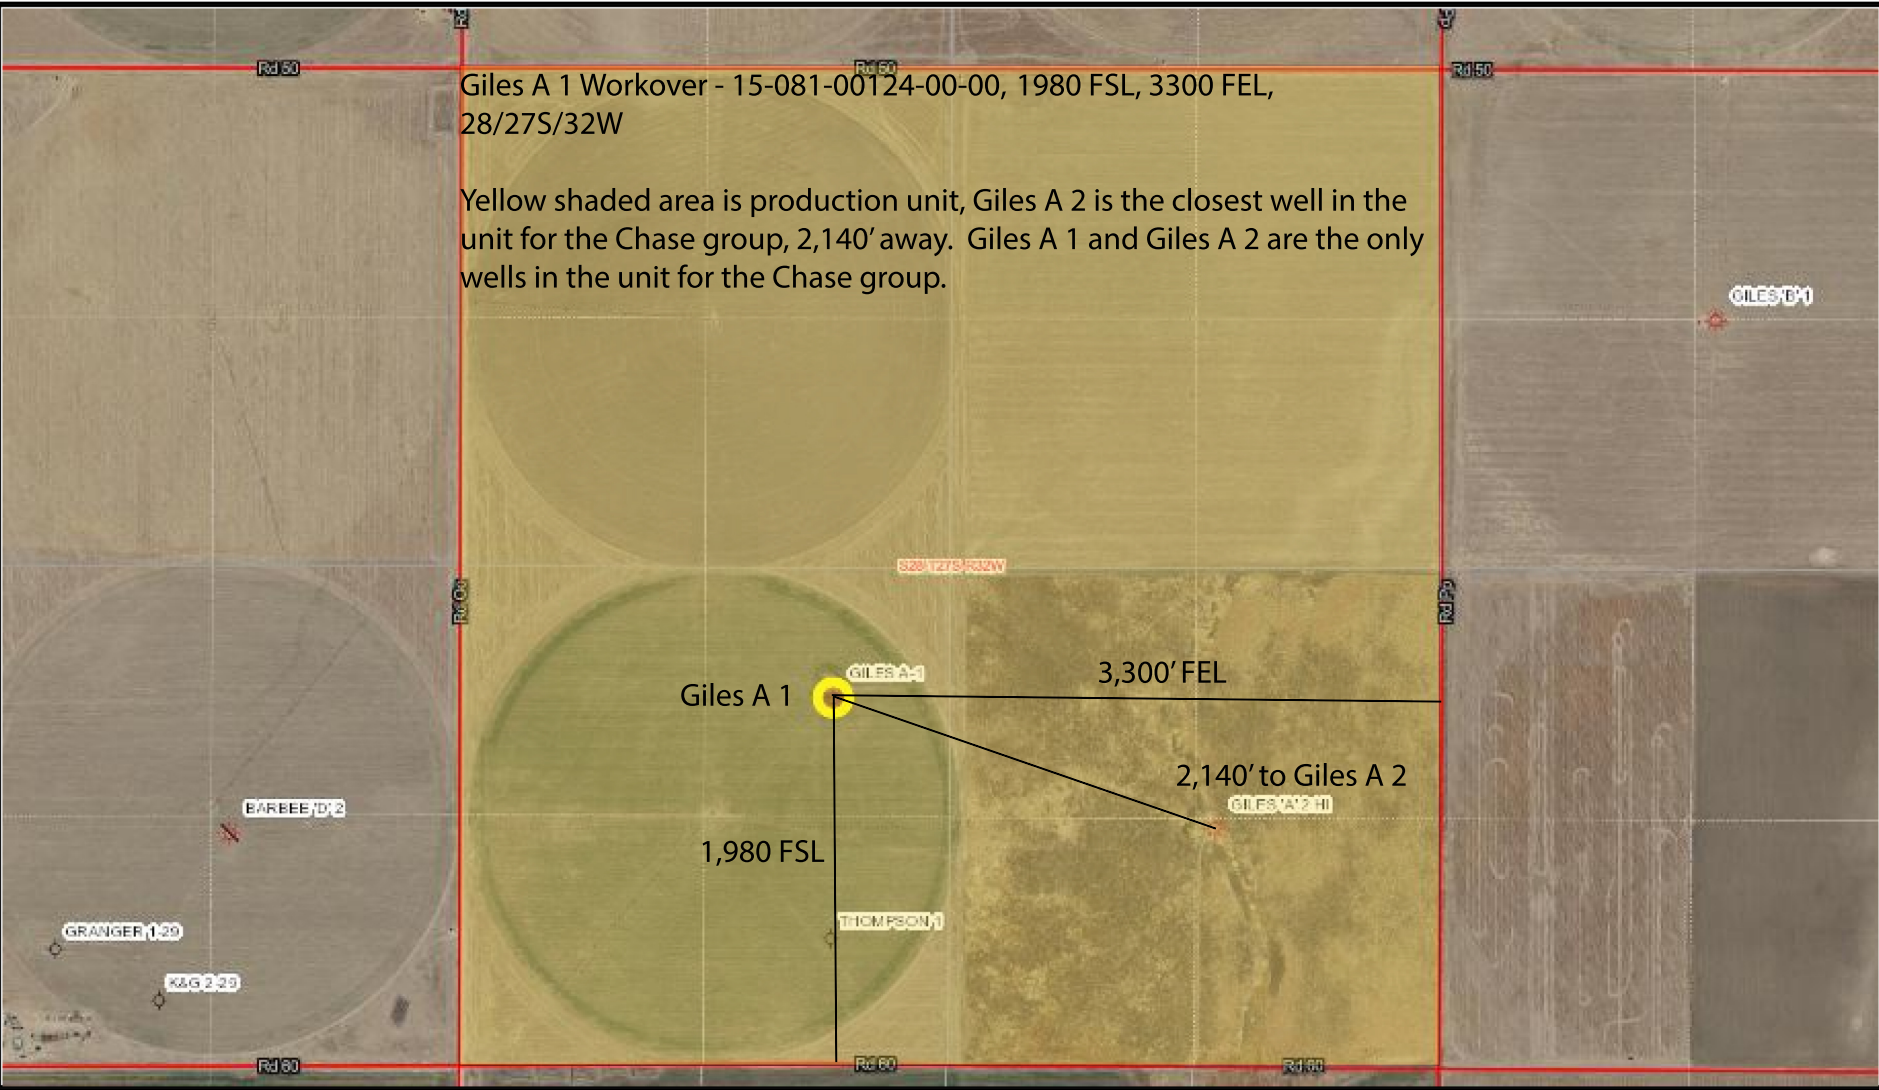 Rd 50
Rd 50
Rd 50
Giles A 1 Workover - 15-081-00124-00-00, 1980 FSL, 3300 FEL,
28/27S/32W
Yellow shaded area is production unit, Giles A 2 is the closest well in the
unit for the Chase group, 2,140’ away. Giles A 1 and Giles A 2 are the only
wells in the unit for the Chase group.
GILES 'B' 1
S28 T27S R32W
GILES A-1
3,300’ FEL
Giles A 1
2,140’ to Giles A 2
GILES 'A' 2 HI
BARBEE 'D' 2
1,980 FSL
THOMPSON 1
GRANGER 1-29
K&G 2-29
Rd 60
Rd 60
Rd 60